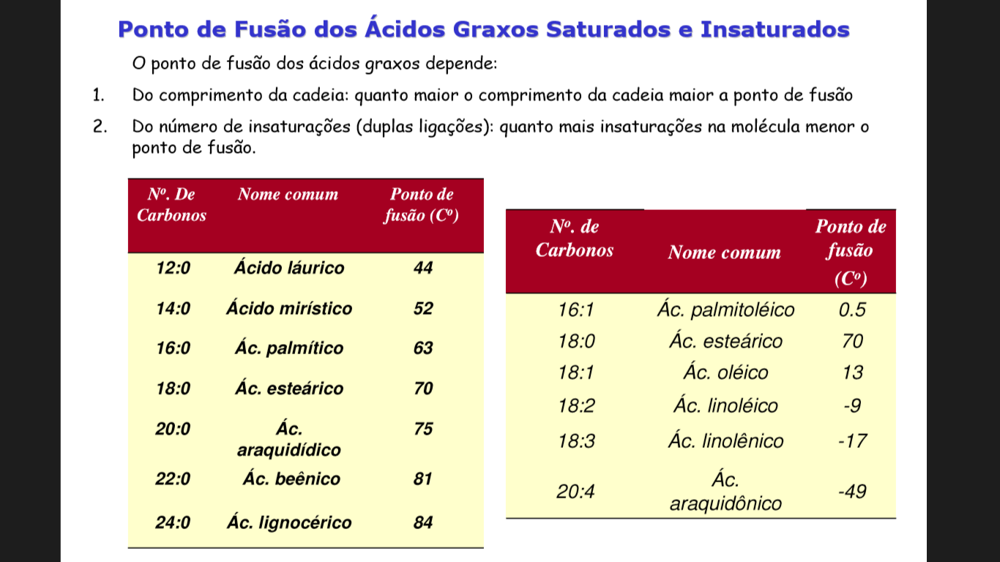 Ponto de Fusão dos Ácidos Graxos Saturados e Insaturados
O ponto de fusão dos ácidos graxos depende:
1. Do comprimento da cadeia: quanto maior o comprimento da cadeia maior a ponto de fusão
2. Do número de insaturações (duplas ligações): quanto mais insaturações na molécula menor o
ponto de fusão.
Nº. De Nome comum Ponto de
Carbonos fusão (Cº)
12:0 Ácido láurico 44
14:0 Ácido mirístico 52
16:0 Ác. palmítico 63
18:0 Ác. esteárico 70
20:0 Ác. 75
araquidídico
22:0 Ác. beênico 81
24:0 Ác. lignocérico 84
Nº. de Ponto de
Carbonos Nome comum fusão
(Cº)
16:1 Ác. palmitoléico 0.5
18:0 Ác. esteárico 70
18:1 Ác. oléico 13
18:2 Ác. linoléico -9
18:3 Ác. linolênico -17
20:4 Ác. -49
araquidônico